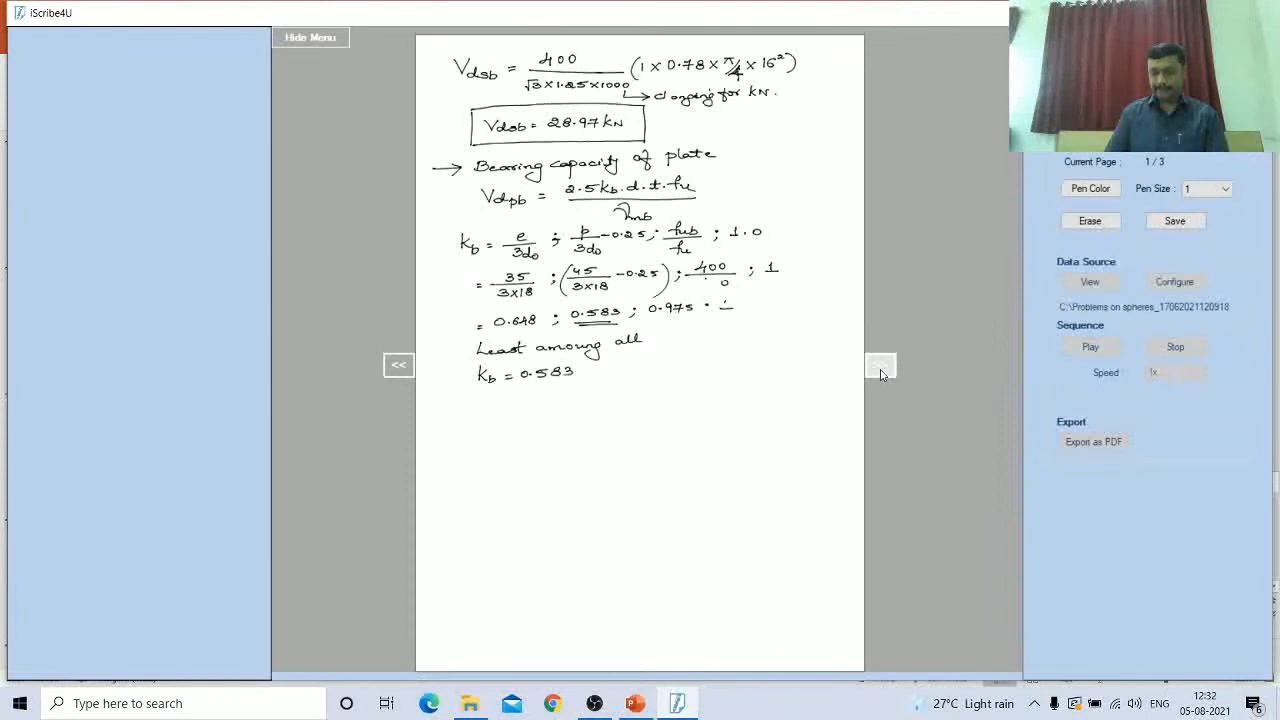 iScribe4U
Hide Menu
Vdsb = 400 / √3×1.25×1000 (1 × 0.78 × π/4 × 16²)
→ changing for kN.
Vdsb = 28.97 kN
→ Bearing capacity of plate
Vdpb = 2.5 kb.d.t.fu / γmb
kb = e/3d₀ ; p/3d₀ -0.25 ; fub/fu ; 1.0
= 35/3×18 ; (45/3×18 -0.25) ; 400/ 0 ; 1
= 0.648 ; 0.583 ; 0.975 ; 1
Least among all
kb = 0.583
<<
>>
Current Page : 1 / 3
Pen Color Pen Size : 1
Erase Save
Data Source:
View Configure
C:\Problems on spheres_17062021120918
Sequence
Play Stop
Speed : 1x
Export
Export as PDF
Type here to search
27°C Light rain
ENG
12:32
05-08-2021
6